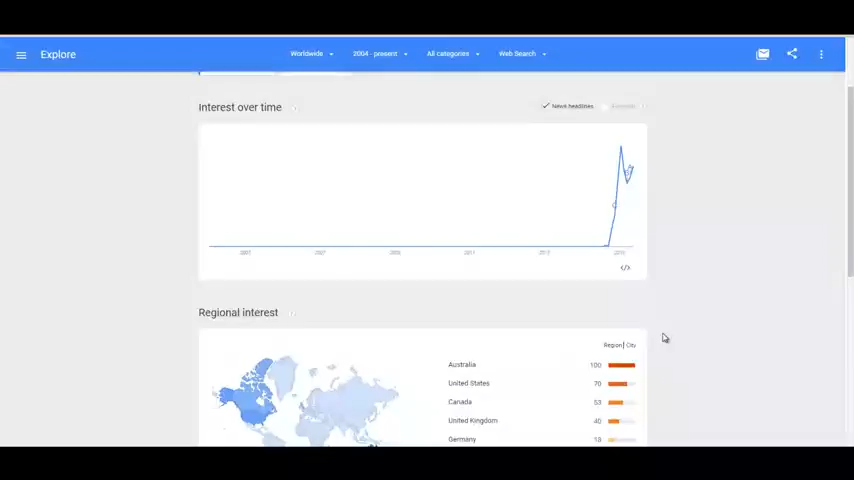 Explore
Worldwide
2004 - present
All categories
Web Search
Interest over time
News headlines
</>
Regional interest
Region | City
Australia 100
United States 70
Canada 53
United Kingdom 40
Germany 18